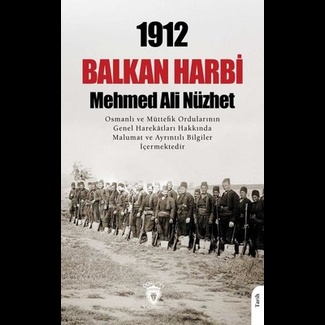 1912
BALKAN HARBİ
Mehmed Ali Nüzhet
Osmanlı ve Müttefik Ordularının
Genel Harekâtları Hakkında
Malumat ve Ayrıntılı Bilgiler
İçermektedir
Tarih